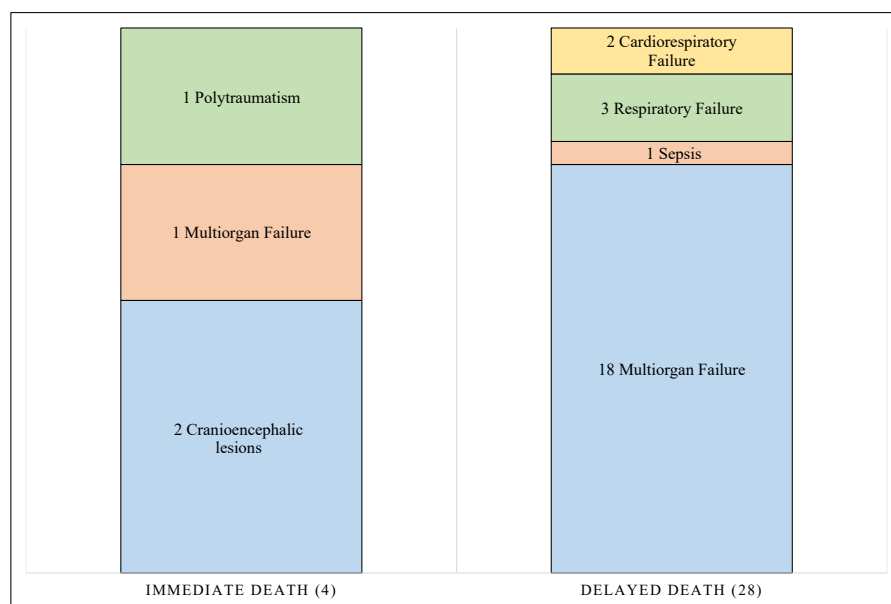 1 Polytraumatism
1 Multiorgan Failure
2 Cranioencephalic
lesions
IMMEDIATE DEATH (4)
2 Cardiorespiratory
Failure
3 Respiratory Failure
1 Sepsis
18 Multiorgan Failure
DELAYED DEATH (28)